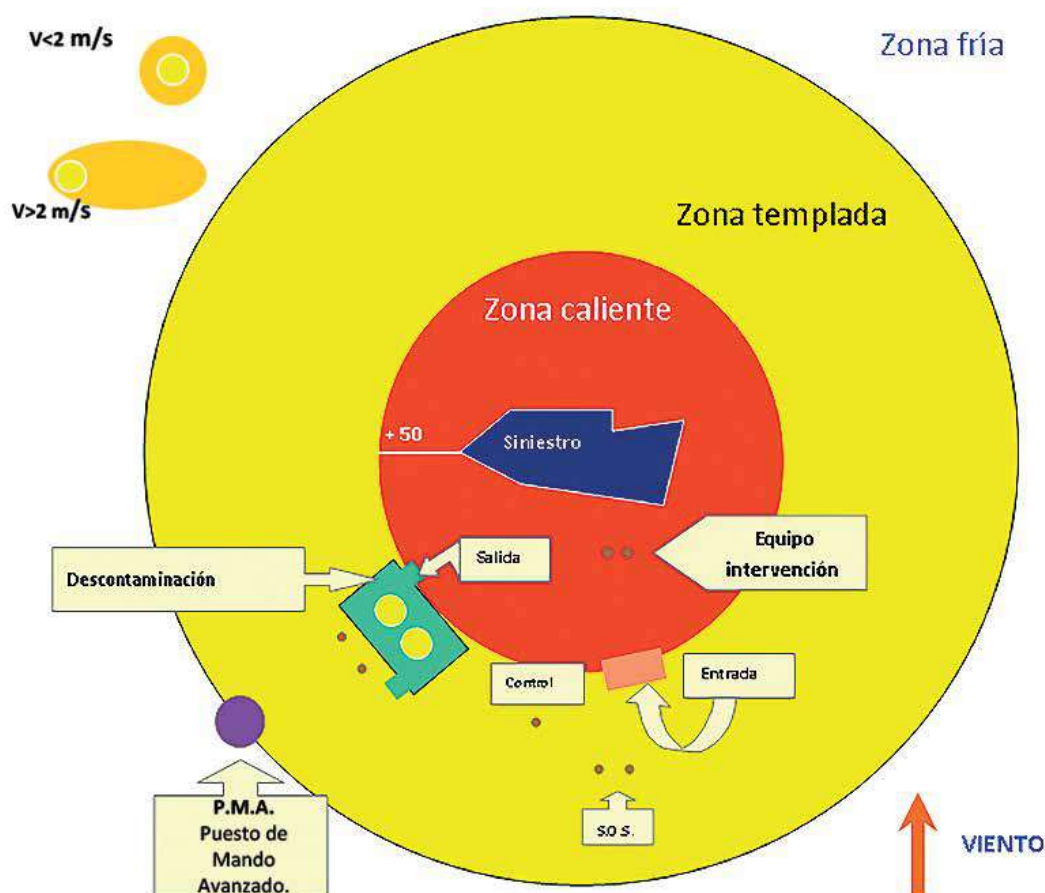 V<2 m/s
Zona fría
V>2 m/s
Zona templada
Zona caliente
+ 50
Siniestro
Equipo
intervención
Salida
Descontaminación
Control
Entrada
P.M.A.
Puesto de
Mando
Avanzado.
S.O.S.
VIENTO